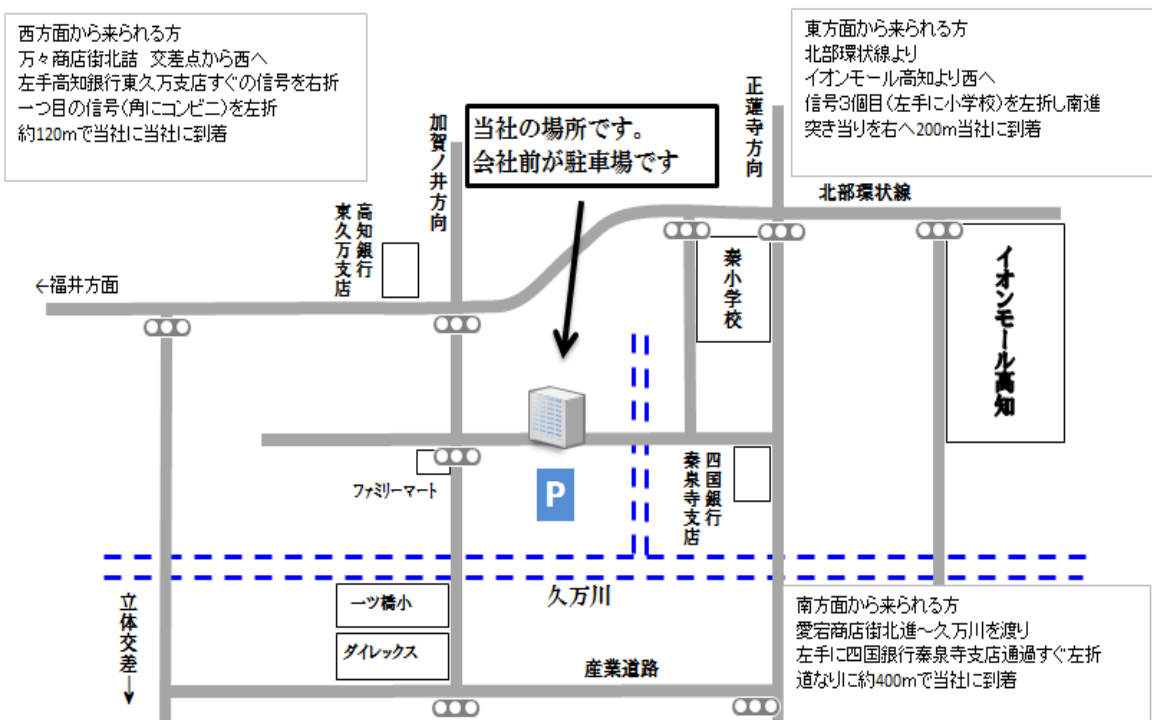 西方面から来られる方
万々商店街北詰　交差点から西へ
左手高知銀行東久万支店すぐの信号を右折
一つ目の信号(角にコンビニ)を左折
約120mで当社に当社に到着
東方面から来られる方
北部環状線より
イオンモール高知より西へ
信号3個目(左手に小学校)を左折し南進
突き当りを右へ200m当社に到着
当社の場所です。
会社前が駐車場です
加賀ノ井方向
正蓮寺方向
北部環状線
高知銀行
東久万支店
←福井方面
秦小学校
イオンモール高知
ファミリーマート
P
四国銀行
秦泉寺支店
久万川
立体交差→
一ツ橋小
ダイレックス
産業道路
南方面から来られる方
愛宕商店街北進～久万川を渡り
左手に四国銀行秦泉寺支店通過すぐ左折
道なりに約400mで当社に到着